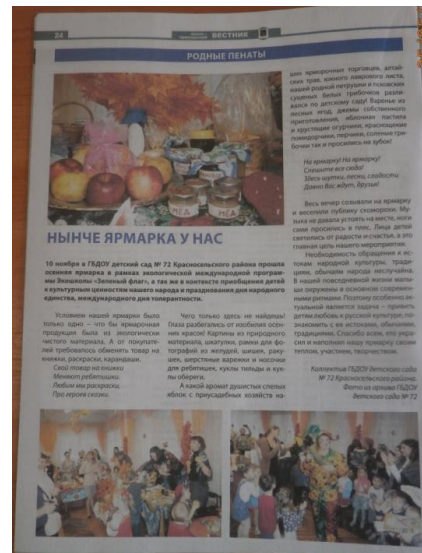 24
ВЕСТНИК
РОДНЫЕ ПЕНАТЫ
МЁД
МЁД
НЫНЧЕ ЯРМАРКА У НАС
10 ноября в ГБДОУ детский сад № 72 Красносельского района прошла
осенняя ярмарка в рамках экологической международной програм-
мы Экошколы «Зеленый флаг», а так же в контексте приобщения детей
к культурным ценностям нашего народа и празднования дня народного
единства, международного дня толерантности.
Условием нашей ярмарки было
только одно – что бы ярмарочная
продукция была из экологически
чистого материала. А от покупате-
лей требовалось обменять товар на
книжки, раскраски, карандаши.
Свой товар на книжки
Меняют ребятишки.
Любим мы раскраски,
Про героев сказки.
Чего только здесь не найдешь!
Глаза разбегались от изобилия осен-
них красок! Картины из природного
материала, шкатулки, рамки для фо-
тографий из желудей, шишек, раку-
шек, шерстяные варежки и носочки
для ребятишек, куклы тильды и кук-
лы обереги.
А какой аромат душистых спелых
яблок с приусадебных хозяйств на-
ших ярмарочных торговцев, алтай-
ских трав, южного лаврового листа,
нашей родной петрушки и псковских
сушеных белых грибочков разли-
вался по детскому саду! Варенье из
лесных ягод, джемы собственного
приготовления, яблочная пастила
и хрустящие огурчики, краснощекие
помидорчики, перчики, соленые гри-
бочки так и просились на зубок!
На ярмарку! На ярмарку!
Спешите все сюда!
Здесь шутки, песни, сладости
Давно Вас ждут, друзья!
Весь вечер созывали на ярмарку
и веселили публику скоморохи. Му-
зыка не давала устоять на месте, ноги
сами просились в пляс. Лица детей
светились от радости и счастья, а это
главная цель нашего мероприятия.
Необходимость обращения к ис-
токам народной культуры, тради-
циям, обычаям народа неслучайна.
В нашей повседневной жизни малы-
ши окружены в основном современ-
ными ритмами. Поэтому особенно ак-
туальной является задача – привить
детям любовь к русской культуре, по-
знакомить с ее истоками, обычаями,
традициями. Спасибо всем, кто укра-
сил и наполнил нашу ярмарку своим
теплом, участием, творчеством.
Коллектив ГБДОУ детского сада
№ 72 Красносельского района.
Фото из архива ГБДОУ
детского сада № 72